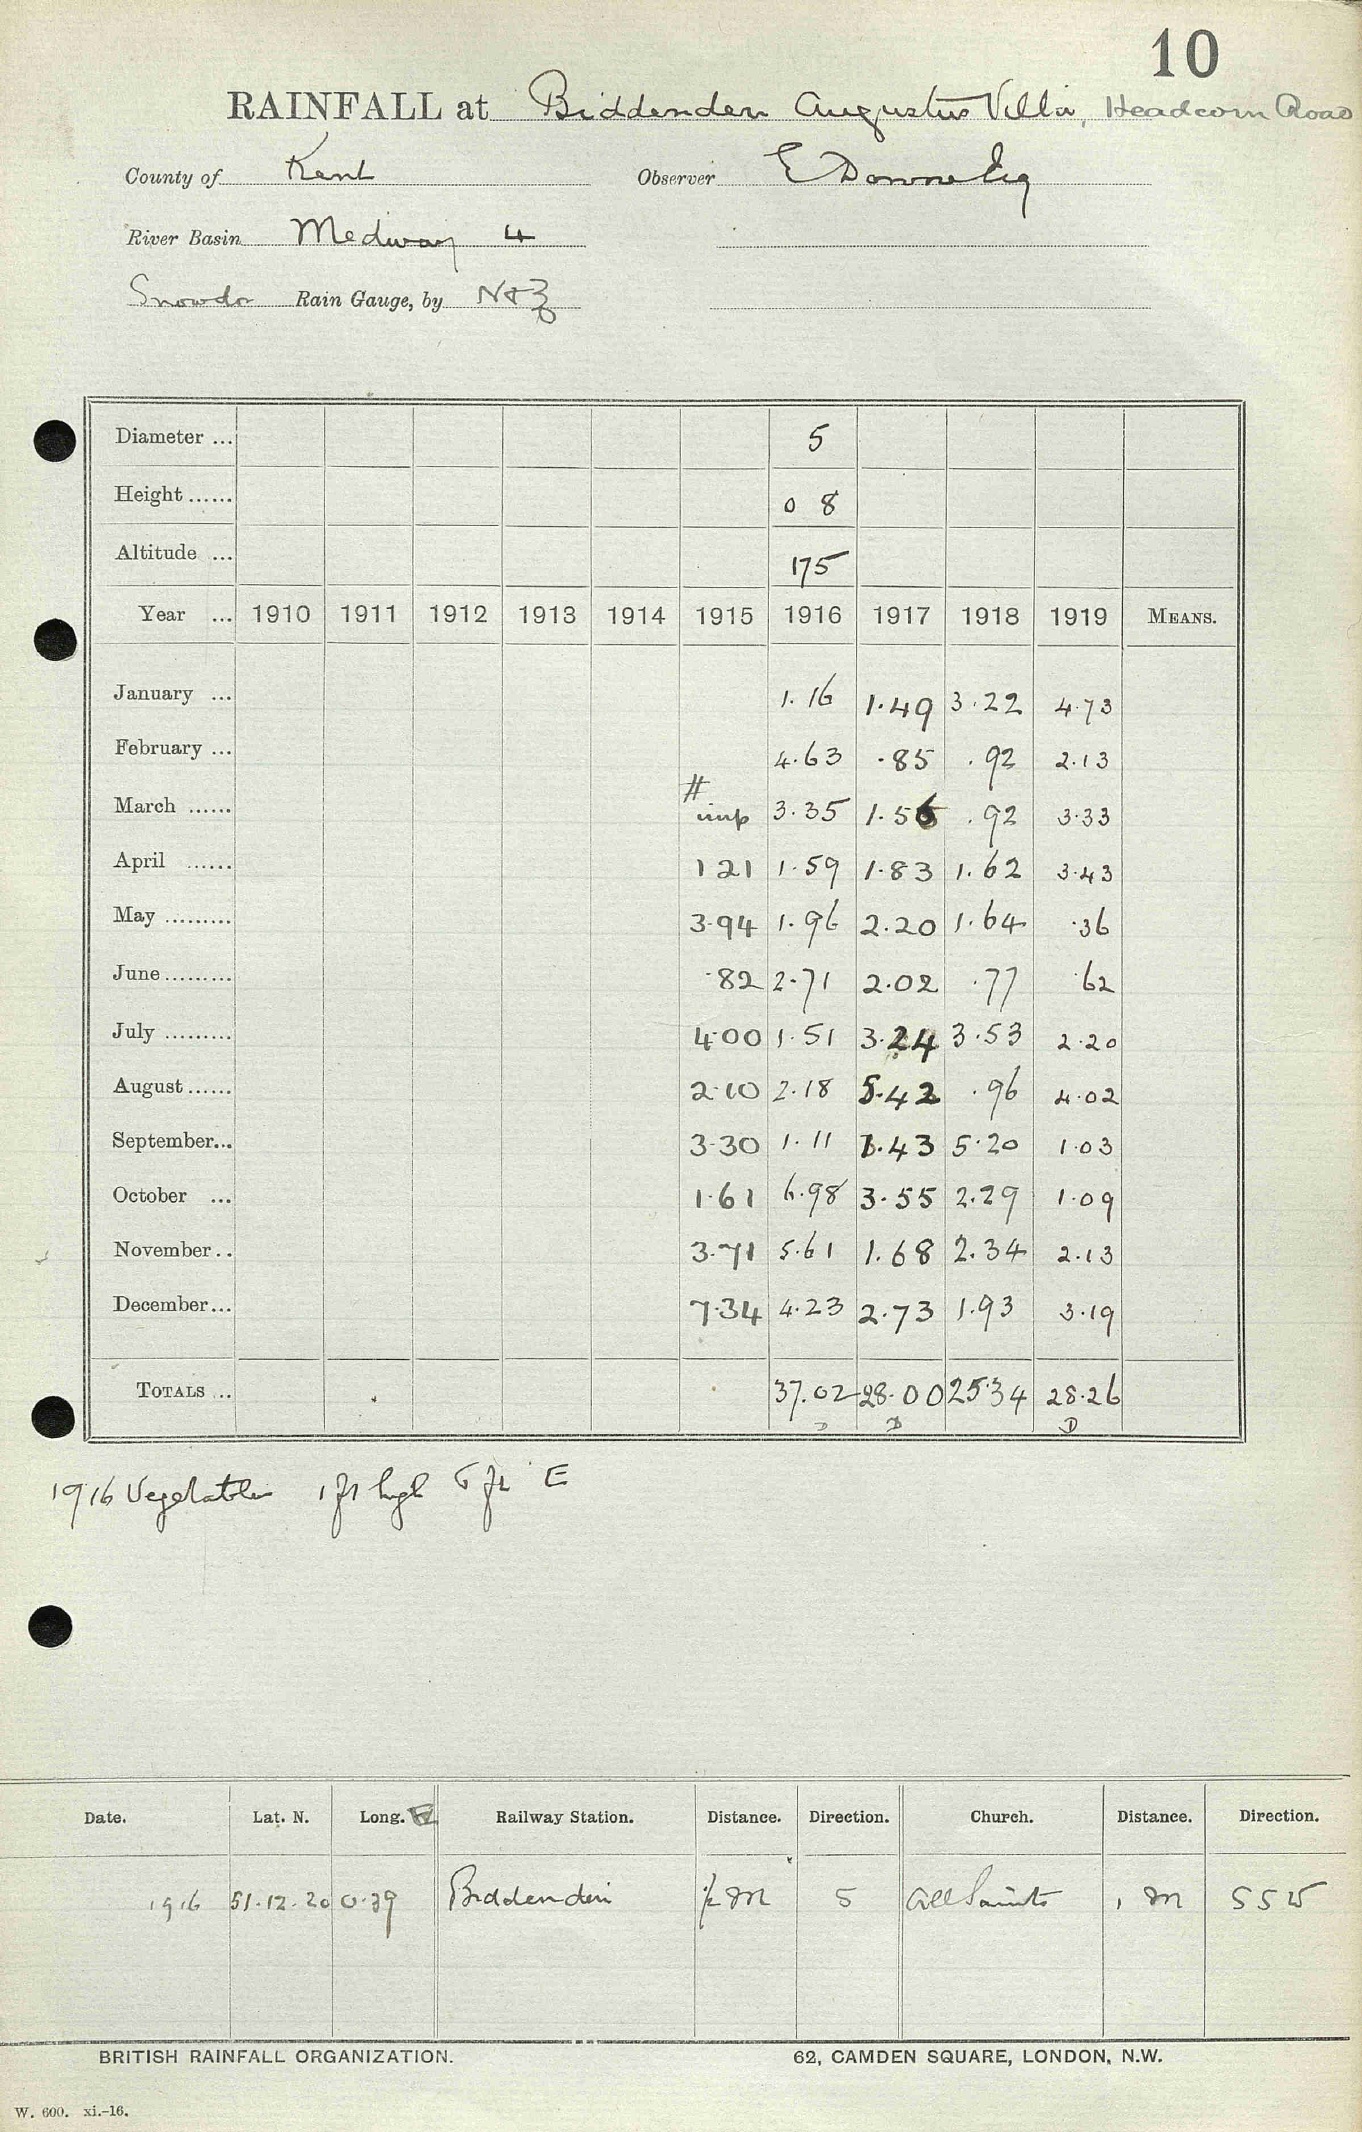 10
RAINFALL at Biddenden Augustus Villa, Headcorn Road
County of Kent Observer E Downe Esq
River Basin Medway 4
Snowdo Rain Gauge, by N & Z
Diameter ... 5
Height ...... 0 8
Altitude ... 175
Year ... 1910 1911 1912 1913 1914 1915 1916 1917 1918 1919 MEANS.
January ... 1.16 1.49 3.22 4.73
February ... 4.63 .85 .92 2.13
#
March ...... imp 3.35 1.56 .92 3.33
April ...... 1 21 1.59 1.83 1.62 3.43
May ......... 3.94 1.96 2.20 1.64 .36
June ......... .82 2.71 2.02 .77 .62
July ......... 4.00 1.51 3.24 3.53 2.20
August ...... 2.10 2.18 5.42 .96 4.02
September... 3.30 1.11 1.43 5.20 1.03
October ... 1.61 6.98 3.55 2.29 1.09
November .. 3.71 5.61 1.68 2.34 2.13
December... 7.34 4.23 2.73 1.93 3.19
TOTALS ... 37.02 28.00 25.34 28.26
D D D
1916 Vegetables 1 ft high 6 ft E
Date. Lat. N. Long. E Railway Station. Distance. Direction. Church. Distance. Direction.
1916 51.12.20 0.39 Biddenden ½ M S All Saints 1 M SSW
BRITISH RAINFALL ORGANIZATION. 62, CAMDEN SQUARE, LONDON, N.W.
W. 600. xi.-16.